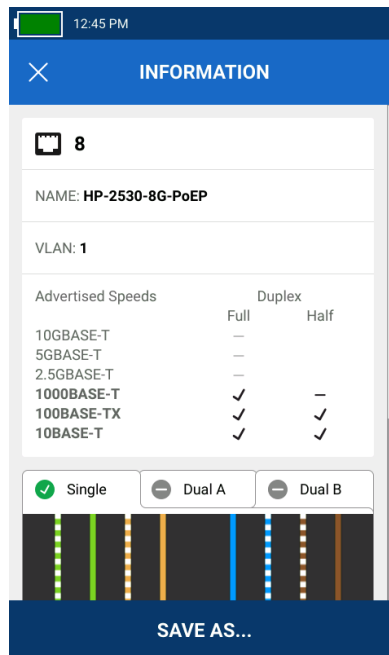 12:45 PM
INFORMATION
8
NAME: HP-2530-8G-PoEP
VLAN: 1
Advertised Speeds Duplex
Full Half
10GBASE-T —
5GBASE-T —
2.5GBASE-T —
1000BASE-T ✓ —
100BASE-TX ✓ ✓
10BASE-T ✓ ✓
Single Dual A Dual B
SAVE AS...